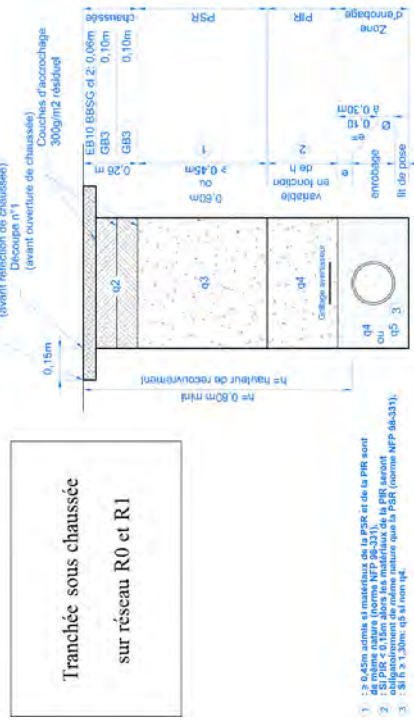 (avant réfection de chaussée)
Découpe n°1
(avant ouverture de chaussée)
Couches d'accrochage
300g/m2 résiduel
0,15m
EB10 BBSG cl 2: 0,06m
GB3 0,10m
GB3 0,10m
0,26 m
chaussée
q2
PSR
1
≥ 0,45m
ou
0,60m
q3
PIR
2
variable
en fonction
de h
q4
Grillage avertisseur
Zone
d'enrobage
e= 0,10
à 0,30m
e
Ø
enrobage
lit de pose
q4
ou
q5
3
h= hauteur de recouvrement
h=0,80m mini
Tranchée sous chaussée
sur réseau R0 et R1
1 : ≥ 0,45m admis si matériaux de la PSR et de la PIR sont
de même nature (norme NFP 98-331).
2 : Si PIR < 0,15m alors les matériaux de la PIR seront
obligatoirement de même nature que la PSR (norme NFP 98-331).
3 : Si h ≥ 1,30m: q5 si non q4.